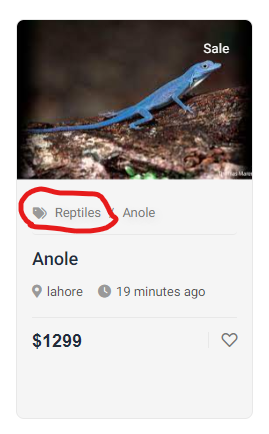 Sale
Reptiles / Anole
Anole
lahore 19 minutes ago
$1299